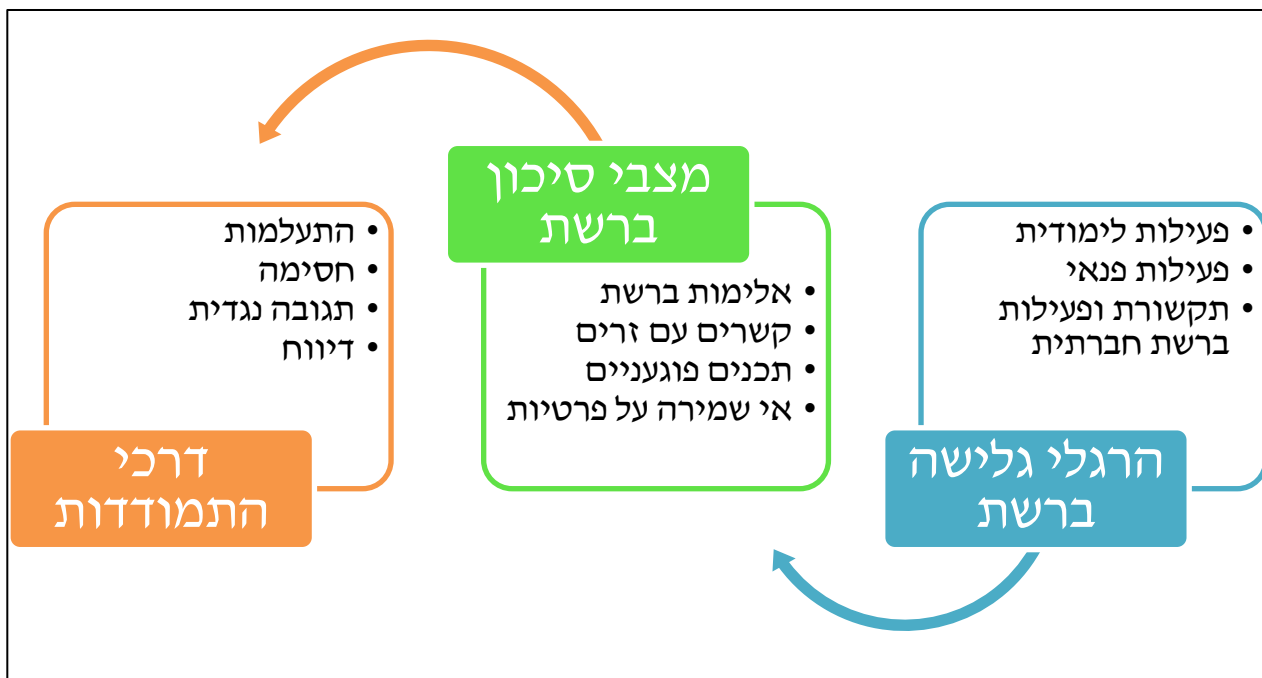 פעילות לימודית
פעילות פנאי
תקשורת ופעילות
ברשת חברתית
הרגלי גלישה
ברשת
מצבי סיכון
ברשת
אלימות ברשת
קשרים עם זרים
תכנים פוגעניים
אי שמירה על פרטיות
התעלמות
חסימה
תגובה נגדית
דיווח
דרכי
התמודדות